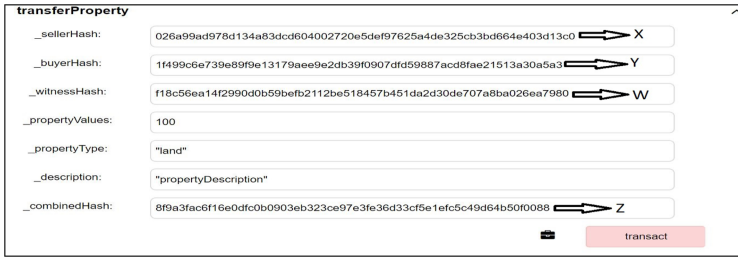 transferProperty
_sellerHash: 026a99ad978d134a83dcd604002720e5def97625a4de325cb3bd664e403d13c0 X
_buyerHash: 1f499c6e739e89f9e13179aee9e2db39f0907dfd59887acd8fae21513a30a5a3 Y
_witnessHash: f18c56ea14f2990d0b59befb2112be518457b451da2d30de707a8ba026ea7980 W
_propertyValues: 100
_propertyType: "land"
_description: "propertyDescription"
_combinedHash: 8f9a3fac6f16e0dfc0b0903eb323ce97e3fe36d33cf5e1efc5c49d64b50f0088 Z
transact